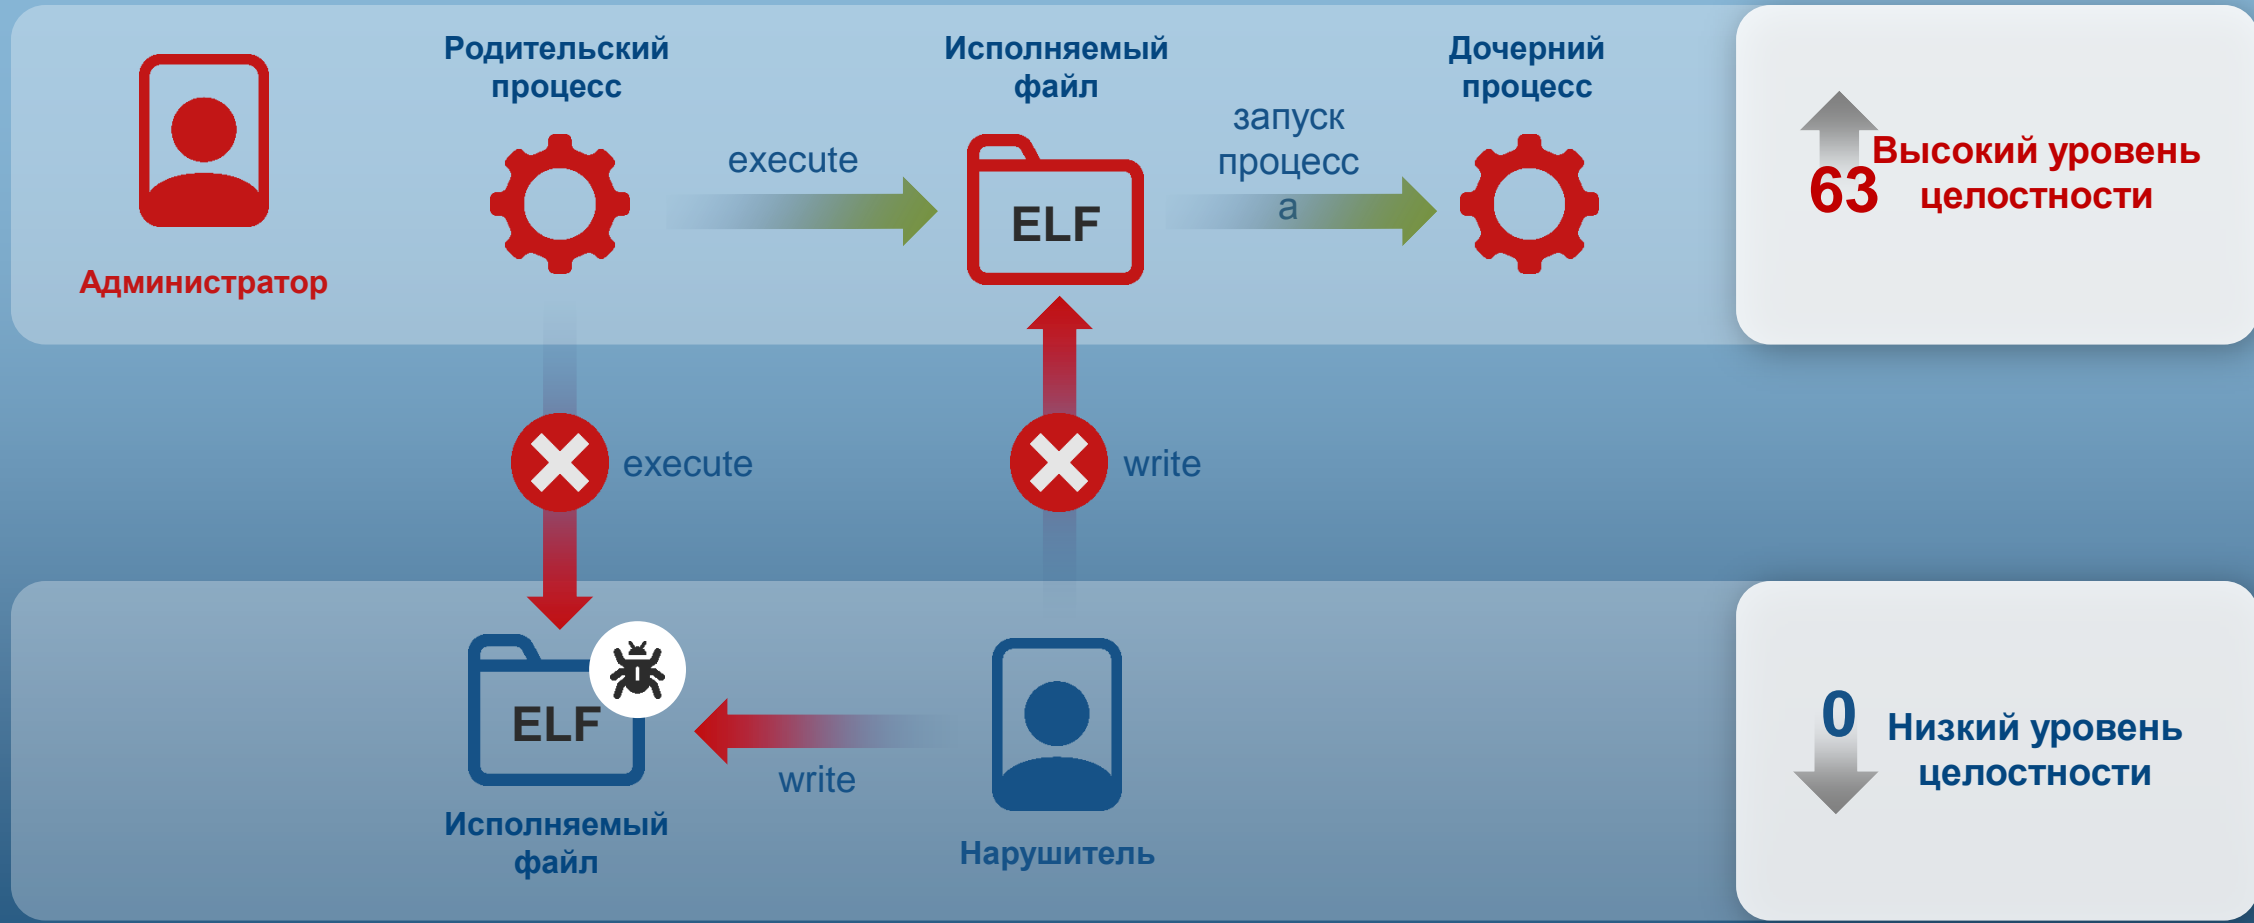 Родительский
процесс
Исполняемый
файл
Дочерний
процесс
execute
запуск
процесс
а
ELF
Администратор
Высокий уровень
целостности
63
execute
write
ELF
write
Исполняемый
файл
Нарушитель
0
Низкий уровень
целостности